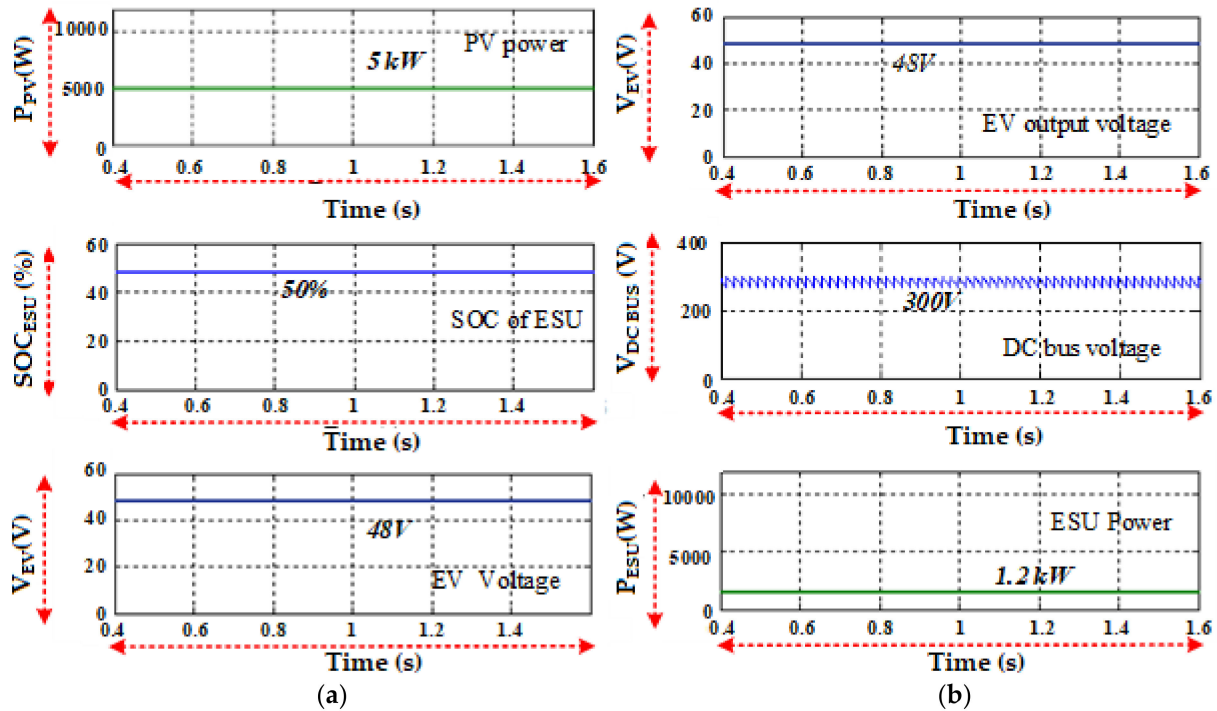 10000
5000
0
P_PV(W)
PV power
5 kW
0.4 0.6 0.8 1 1.2 1.4 1.6
Time (s)
60
40
20
0
SOC_ESU (%)
50%
SOC of ESU
0.4 0.6 0.8 1 1.2 1.4
Time (s)
60
40
20
0
V_EV(V)
48V
EV Voltage
0.4 0.6 0.8 1 1.2 1.4
Time (s)
(a)
60
40
20
0
V_EV(V)
48V
EV output voltage
0.4 0.6 0.8 1 1.2 1.4 1.6
Time (s)
400
200
0
V_DC BUS (V)
300V
DC bus voltage
0.4 0.6 0.8 1 1.2 1.4 1.6
Time (s)
10000
5000
0
P_ESU(W)
ESU Power
1.2 kW
0.4 0.6 0.8 1 1.2 1.4 1.6
Time (s)
(b)